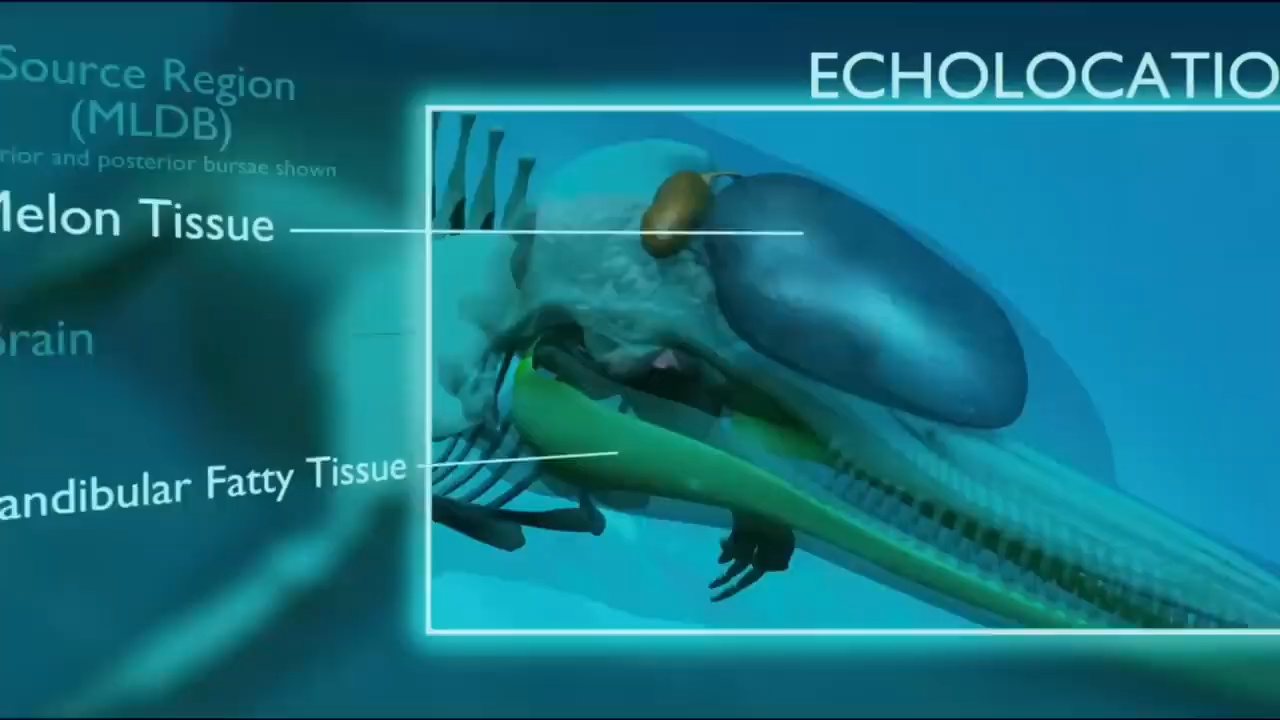 ECHOLOCATIO
Source Region
(MLDB)
rior and posterior bursae shown
Melon Tissue
Brain
andibular Fatty Tissue